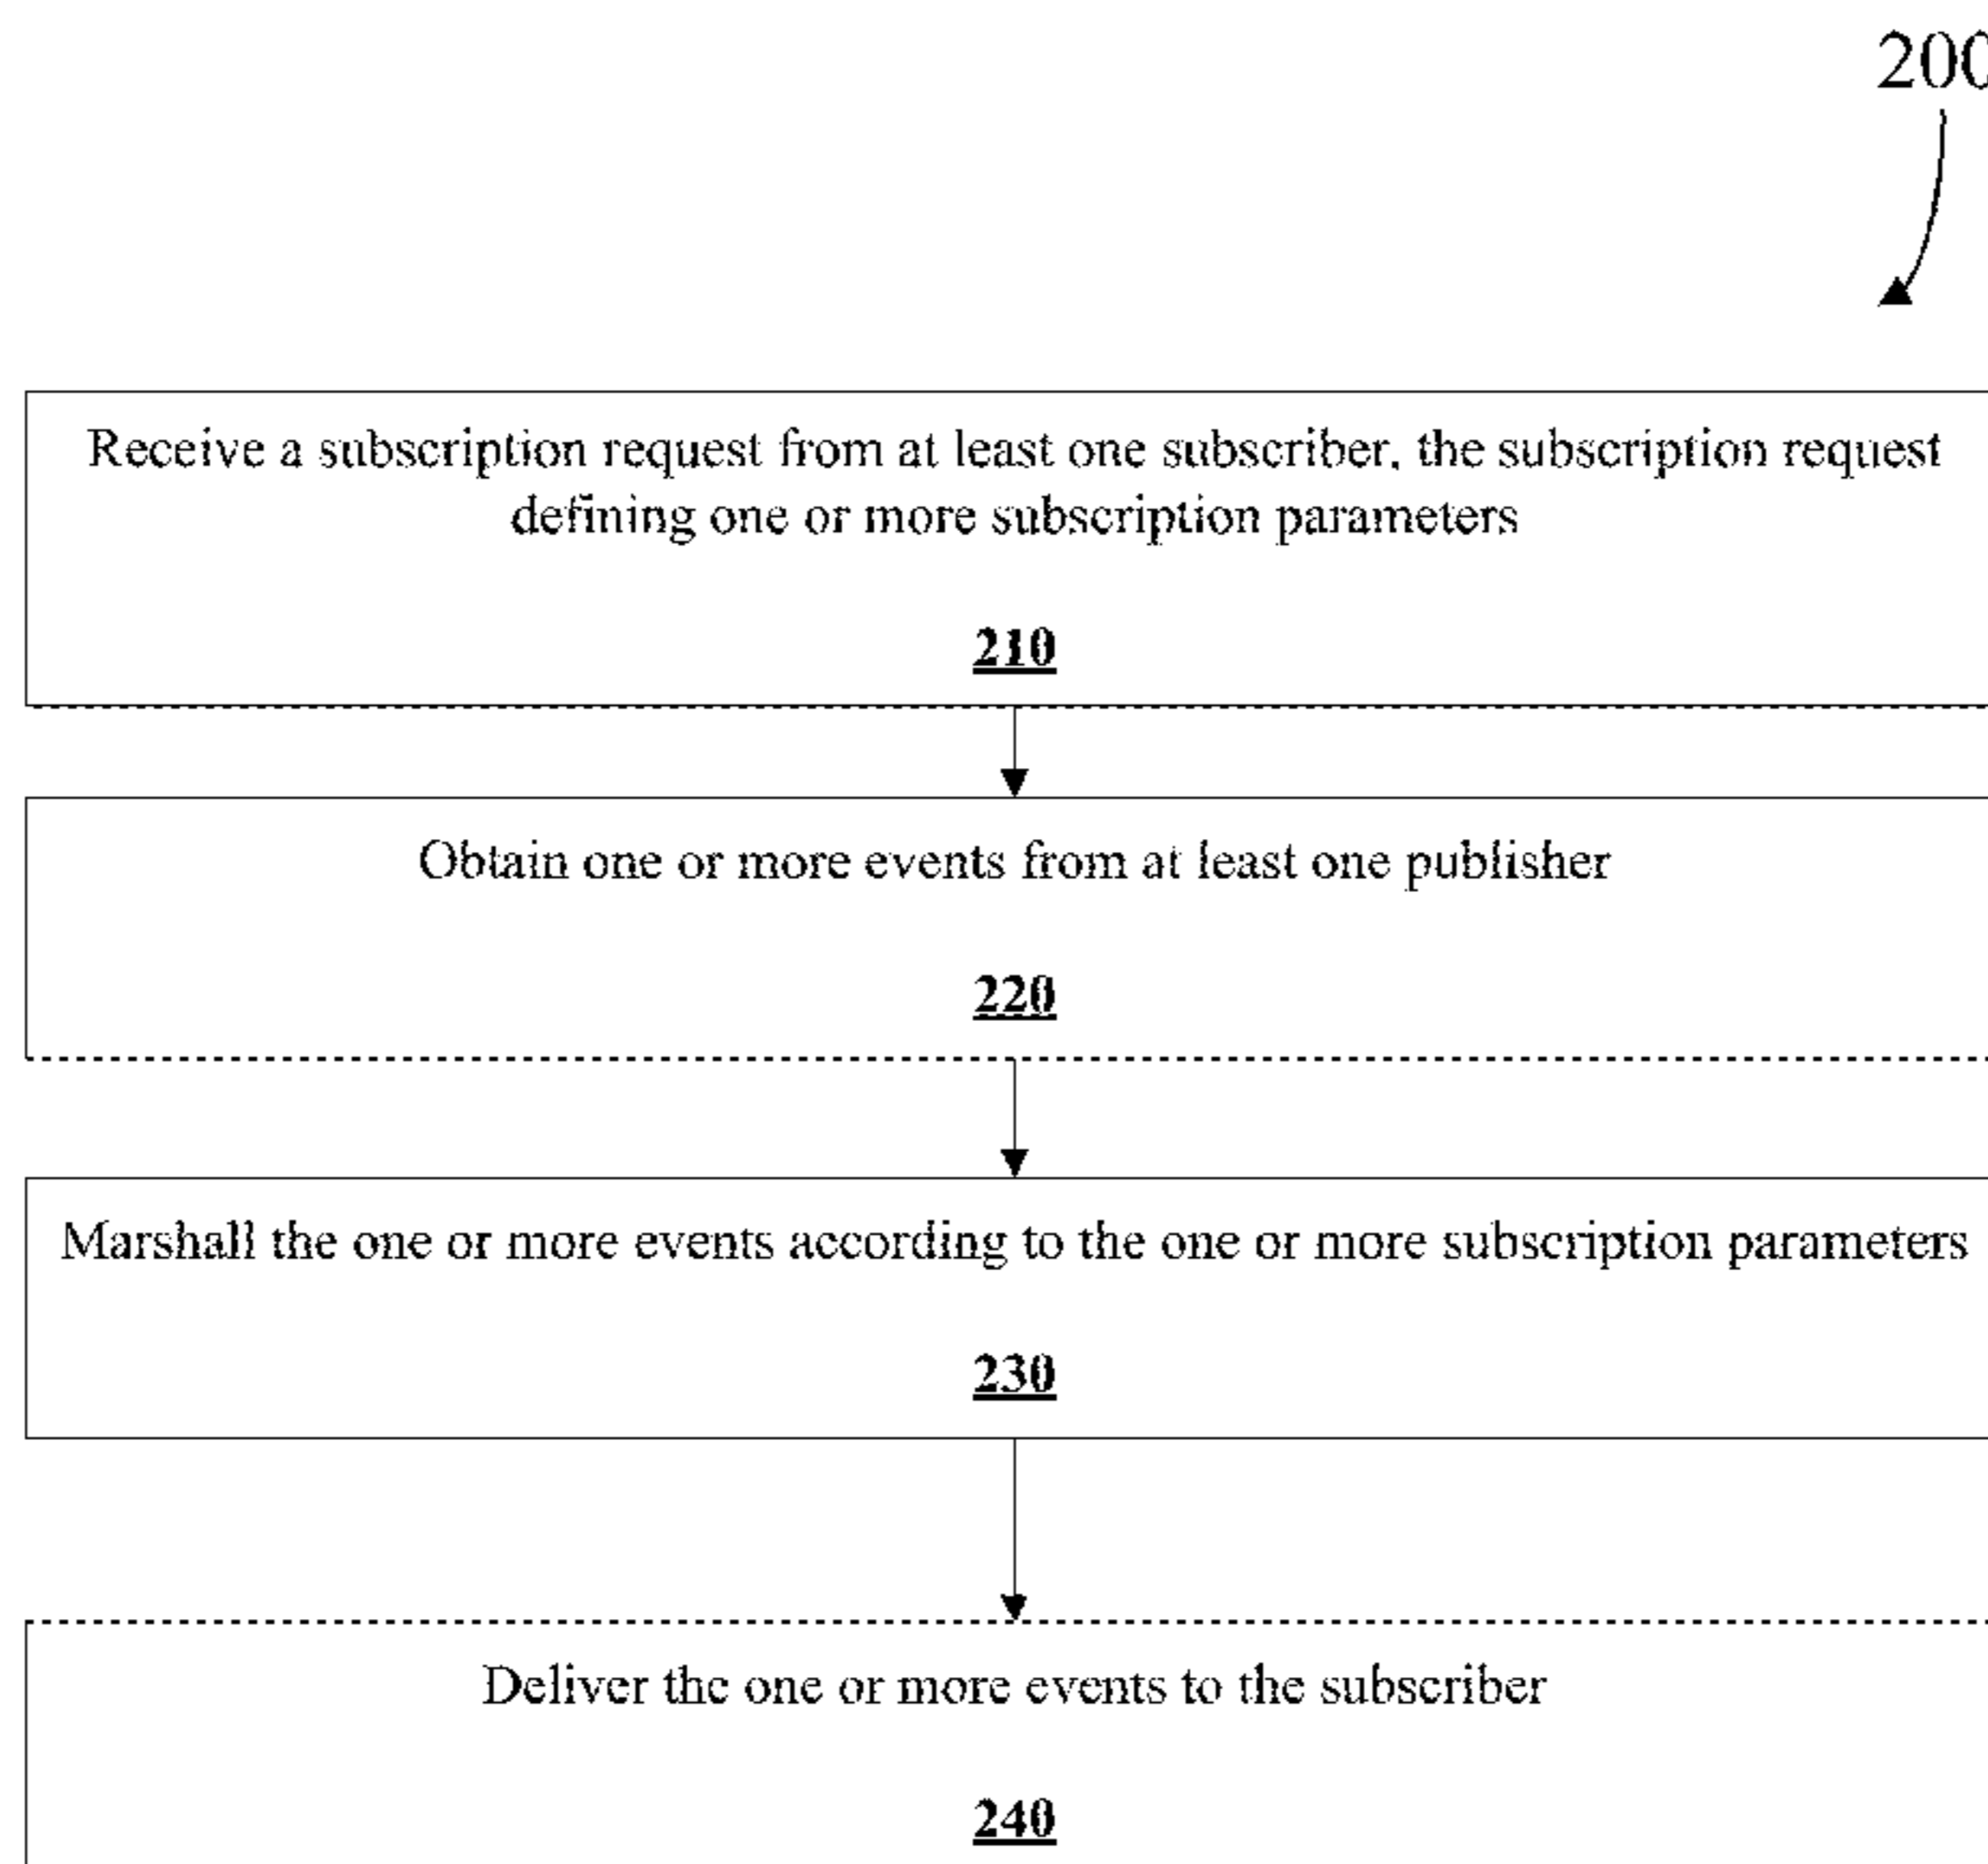 200
Receive a subscription request from at least one subscriber, the subscription request
defining one or more subscription parameters
210
Obtain one or more events from at least one publisher
220
Marshall the one or more events according to the one or more subscription parameters
230
Deliver the one or more events to the subscriber
240